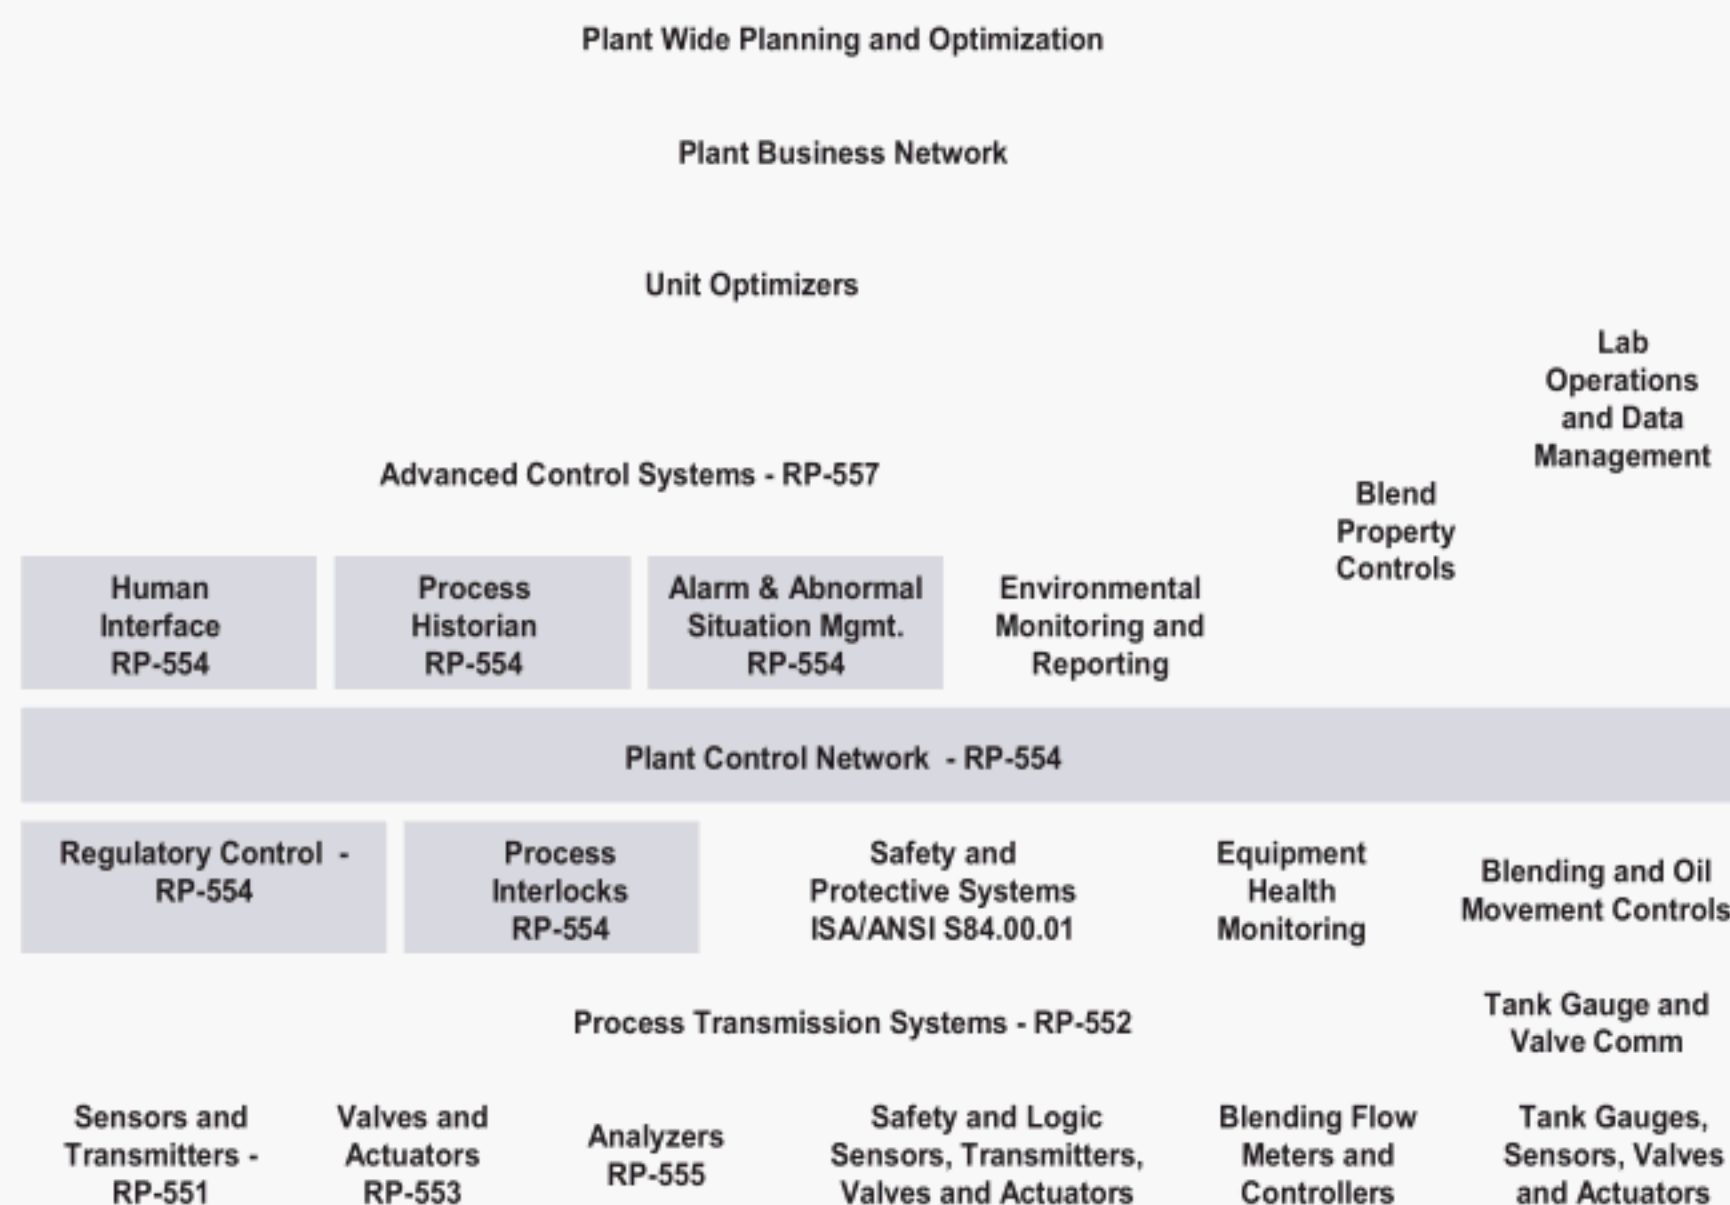 Plant Wide Planning and Optimization
Plant Business Network
Unit Optimizers
Lab
Operations
and Data
Management
Advanced Control Systems - RP-557
Blend
Property
Controls
Human
Interface
RP-554
Process
Historian
RP-554
Alarm & Abnormal
Situation Mgmt.
RP-554
Environmental
Monitoring and
Reporting
Plant Control Network - RP-554
Regulatory Control -
RP-554
Process
Interlocks
RP-554
Safety and
Protective Systems
ISA/ANSI S84.00.01
Equipment
Health
Monitoring
Blending and Oil
Movement Controls
Process Transmission Systems - RP-552
Tank Gauge and
Valve Comm
Sensors and
Transmitters -
RP-551
Valves and
Actuators
RP-553
Analyzers
RP-555
Safety and Logic
Sensors, Transmitters,
Valves and Actuators
Blending Flow
Meters and
Controllers
Tank Gauges,
Sensors, Valves
and Actuators